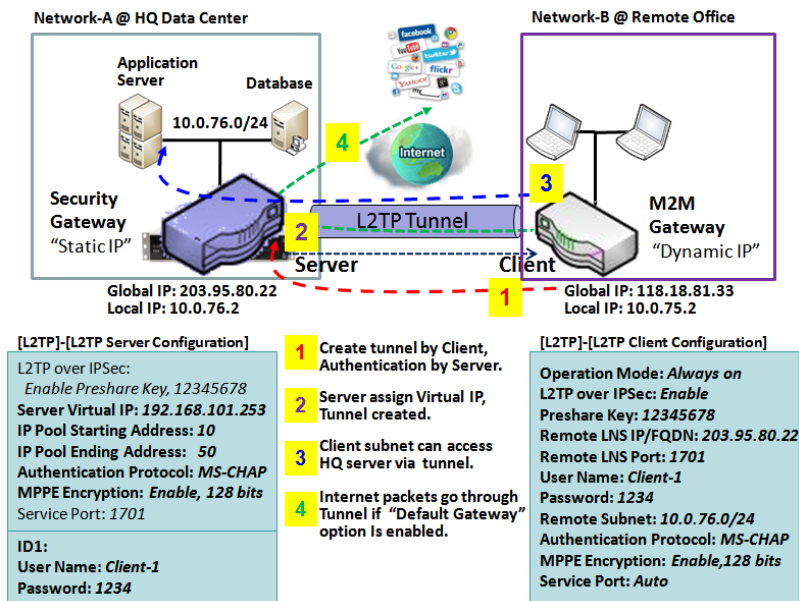 Network-A @ HQ Data Center
Network-B @ Remote Office
Application
Server
Database
10.0.76.0/24
facebook
You Tube
twitter
Google+
flickr
YAHOO!
my
Internet
4
3
Security
Gateway
"Static IP"
2
L2TP Tunnel
M2M
Gateway
"Dynamic IP"
Server
Client
1
Global IP: 203.95.80.22
Local IP: 10.0.76.2
Global IP: 118.18.81.33
Local IP: 10.0.75.2
[L2TP]-[L2TP Server Configuration]
L2TP over IPSec:
Enable Preshare Key, 12345678
Server Virtual IP: 192.168.101.253
IP Pool Starting Address: 10
IP Pool Ending Address: 50
Authentication Protocol: MS-CHAP
MPPE Encryption: Enable, 128 bits
Service Port: 1701
ID1:
User Name: Client-1
Password: 1234
1 Create tunnel by Client,
Authentication by Server.
2 Server assign Virtual IP,
Tunnel created.
3 Client subnet can access
HQ server via tunnel.
4 Internet packets go through
Tunnel if "Default Gateway"
option Is enabled.
[L2TP]-[L2TP Client Configuration]
Operation Mode: Always on
L2TP over IPSec: Enable
Preshare Key: 12345678
Remote LNS IP/FQDN: 203.95.80.22
Remote LNS Port: 1701
User Name: Client-1
Password: 1234
Remote Subnet: 10.0.76.0/24
Authentication Protocol: MS-CHAP
MPPE Encryption: Enable,128 bits
Service Port: Auto